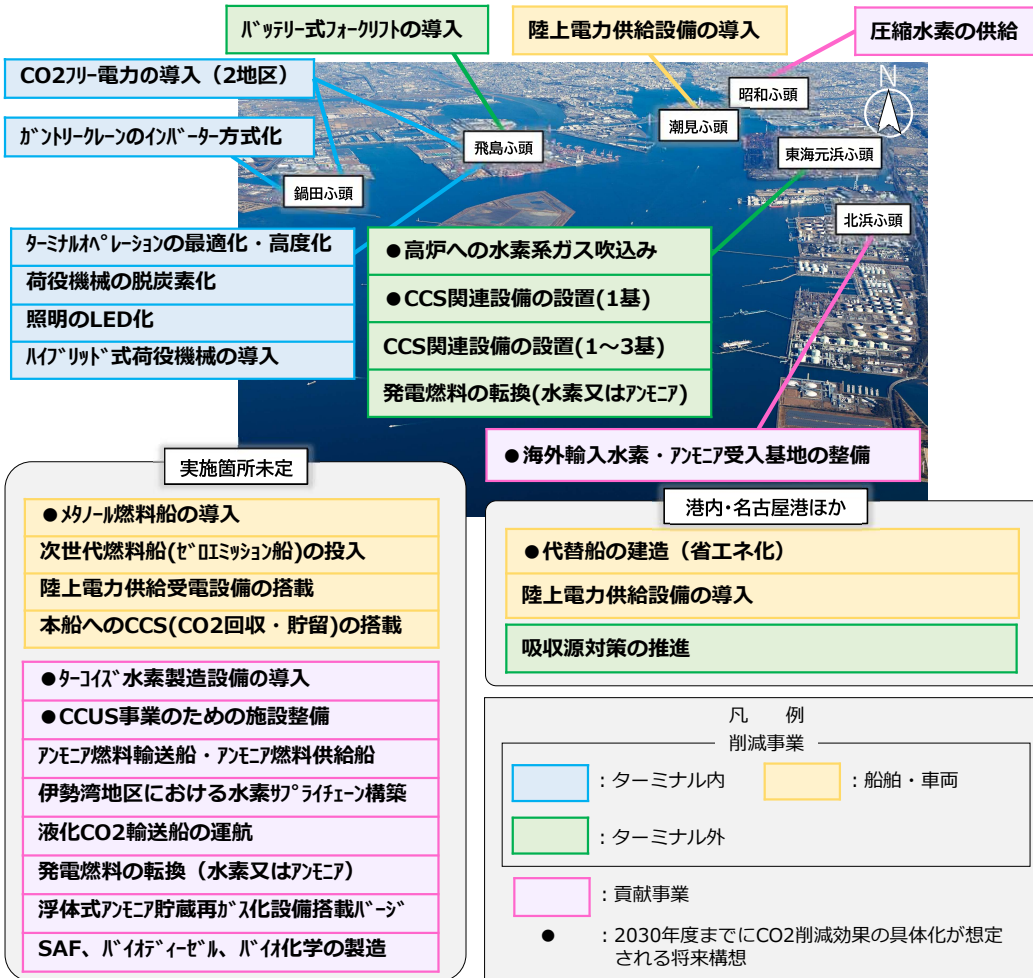 ﾊﾞｯﾃﾘｰ式ﾌｫｰｸﾘﾌﾄの導入
陸上電力供給設備の導入
圧縮水素の供給
CO2ﾌﾘｰ電力の導入（2地区）
ｶﾞﾝﾄﾘｰｸﾚｰﾝのｲﾝﾊﾞｰﾀｰ方式化
N
昭和ふ頭
潮見ふ頭
飛島ふ頭
東海元浜ふ頭
鍋田ふ頭
北浜ふ頭
ﾀｰﾐﾅﾙｵﾍﾟﾚｰｼｮﾝの最適化・高度化
荷役機械の脱炭素化
照明のLED化
ﾊｲﾌﾞﾘｯﾄﾞ式荷役機械の導入
●高炉への水素系ガス吹込み
●CCS関連設備の設置(1基)
CCS関連設備の設置(1～3基)
発電燃料の転換(水素又はｱﾝﾓﾆｱ)
●海外輸入水素・ｱﾝﾓﾆｱ受入基地の整備
実施箇所未定
●ﾒﾀﾉｰﾙ燃料船の導入
次世代燃料船(ｾﾞﾛｴﾐｯｼｮﾝ船)の投入
陸上電力供給受電設備の搭載
本船へのCCS(CO2回収・貯留)の搭載
●ﾀｰｺｲｽﾞ水素製造設備の導入
●CCUS事業のための施設整備
ｱﾝﾓﾆｱ燃料輸送船・ｱﾝﾓﾆｱ燃料供給船
伊勢湾地区における水素ｻﾌﾟﾗｲﾁｪｰﾝ構築
液化CO2輸送船の運航
発電燃料の転換（水素又はｱﾝﾓﾆｱ）
浮体式ｱﾝﾓﾆｱ貯蔵再ｶﾞｽ化設備搭載ﾊﾞｰｼﾞ
SAF、ﾊﾞｲｵﾃﾞｨｰｾﾞﾙ、ﾊﾞｲｵ化学の製造
港内・名古屋港ほか
●代替船の建造（省エネ化）
陸上電力供給設備の導入
吸収源対策の推進
凡　例
削減事業
：ターミナル内
：船舶・車両
：ターミナル外
：貢献事業
●　：2030年度までにCO2削減効果の具体化が想定
される将来構想